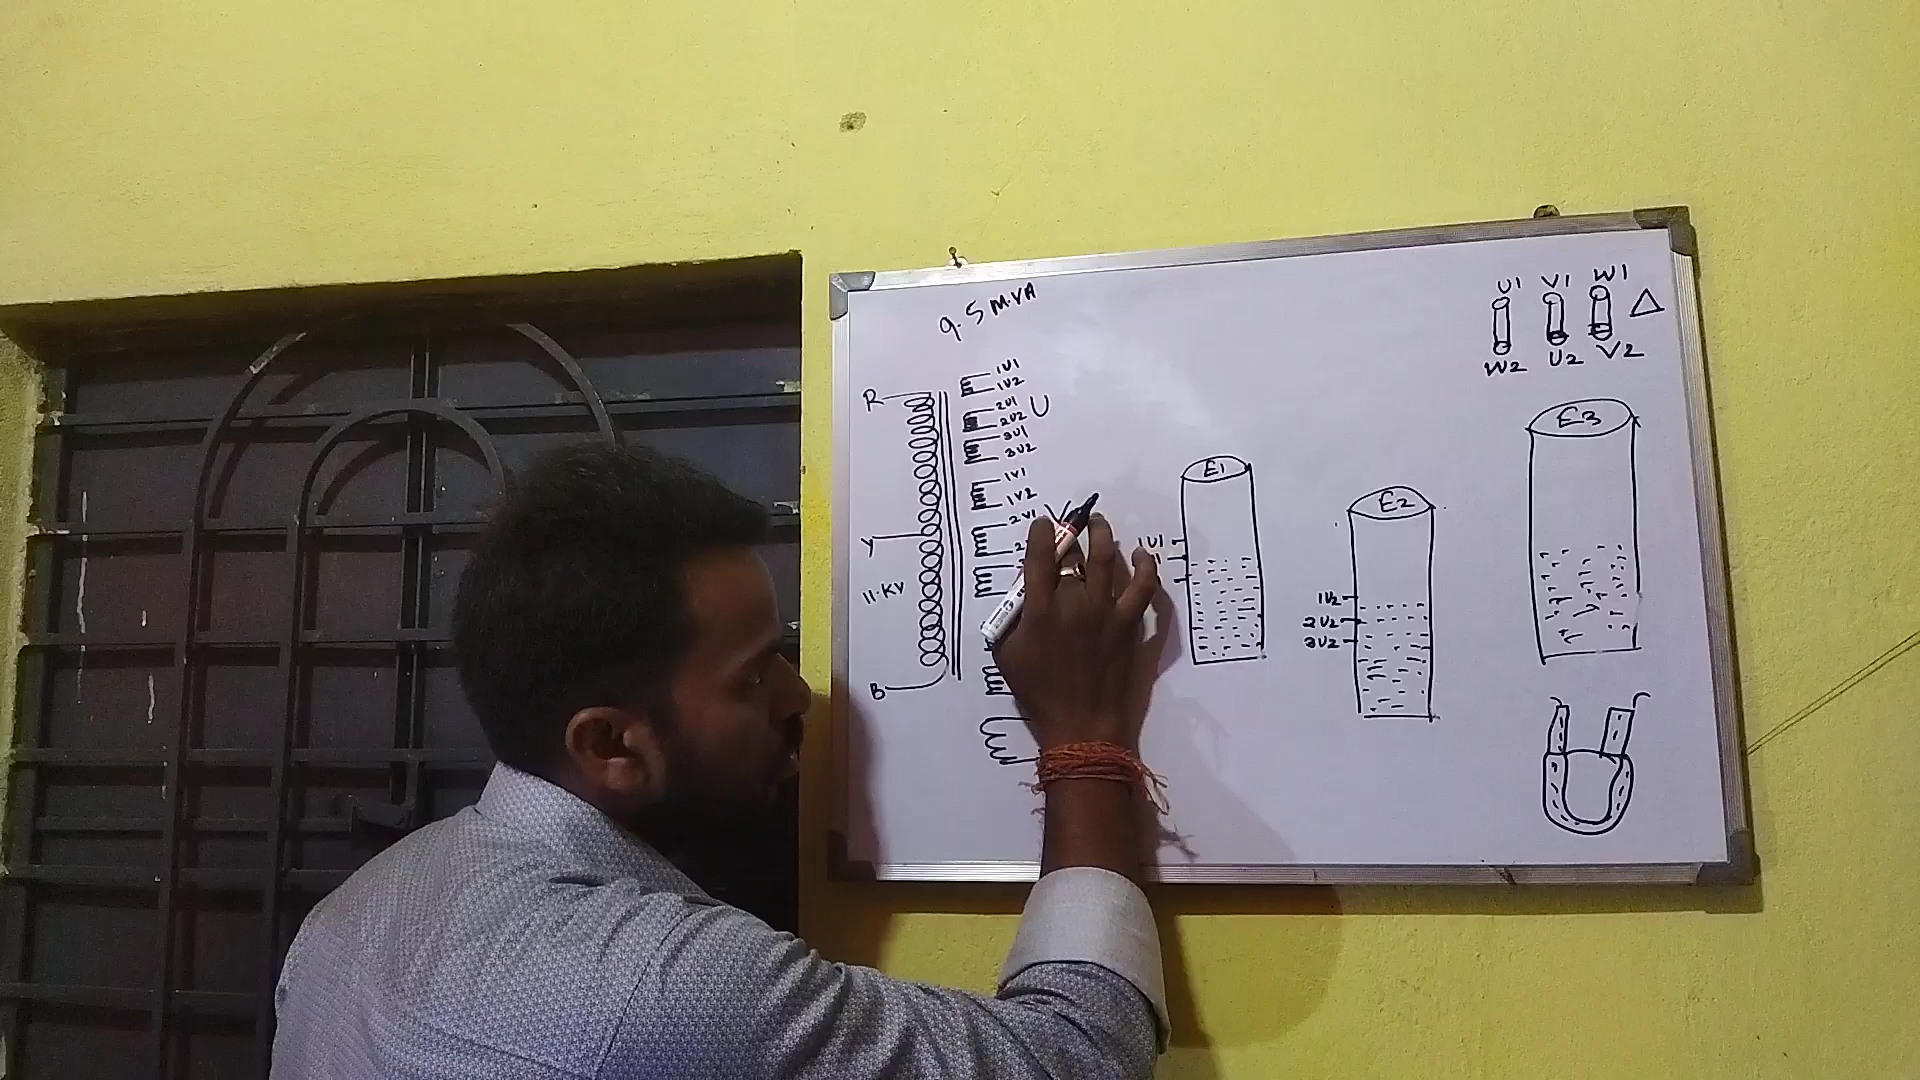 9.5 M.VA
R
Y
11.KV
B
1U1
1U2
2U1
2U2
3U1
3U2
U
1V1
1V2
2V1
V
E1
1U1
E2
1U2
2U2
3U2
U1 V1 W1
W2 U2 V2
E3